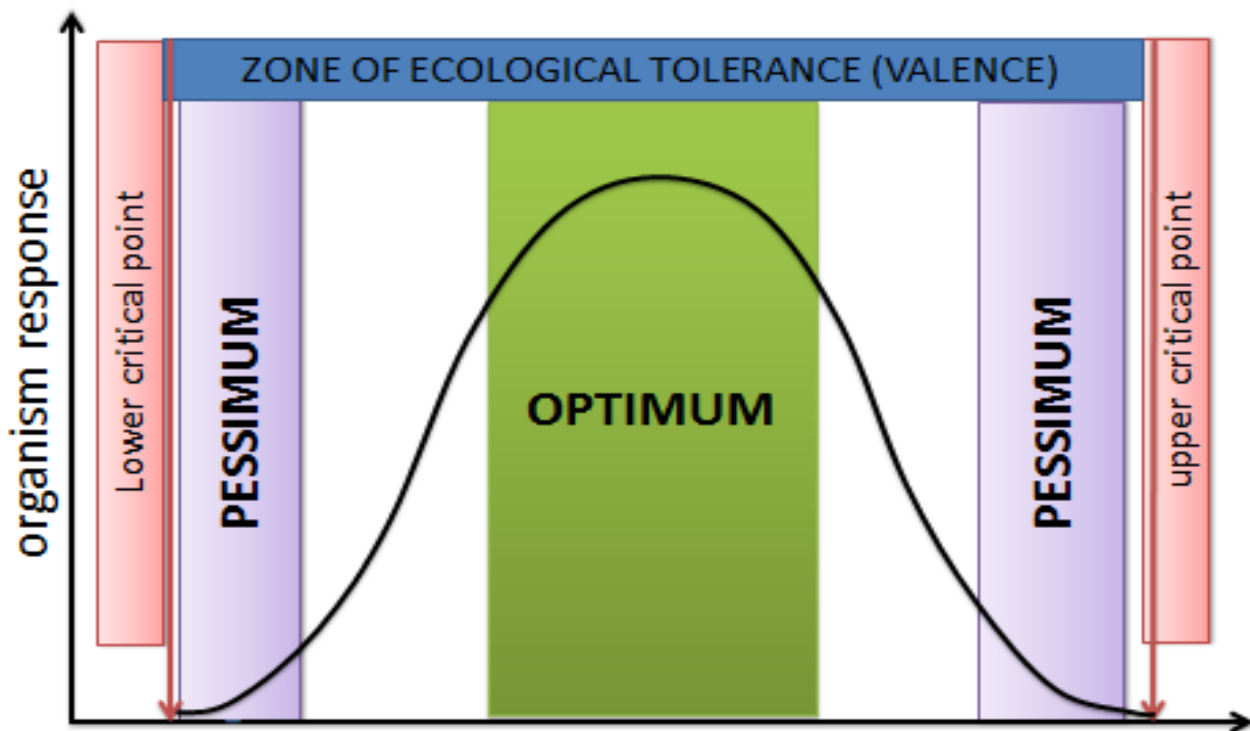 ZONE OF ECOLOGICAL TOLERANCE (VALENCE)
organism response
Lower critical point
PESSIMUM
OPTIMUM
PESSIMUM
upper critical point